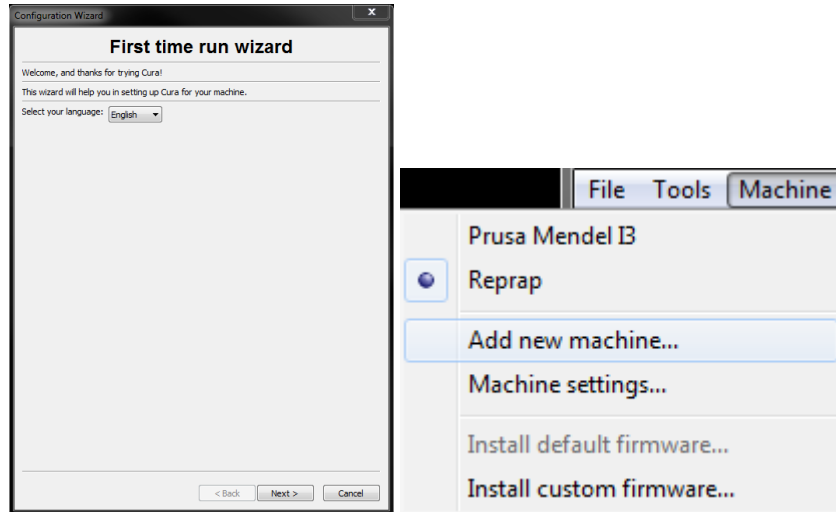 Configuration Wizard
x
First time run wizard
Welcome, and thanks for trying Cura!
This wizard will help you in setting up Cura for your machine.
Select your language: English
< Back Next > Cancel
File Tools Machine
Prusa Mendel I3
Reprap
Add new machine...
Machine settings...
Install default firmware...
Install custom firmware...